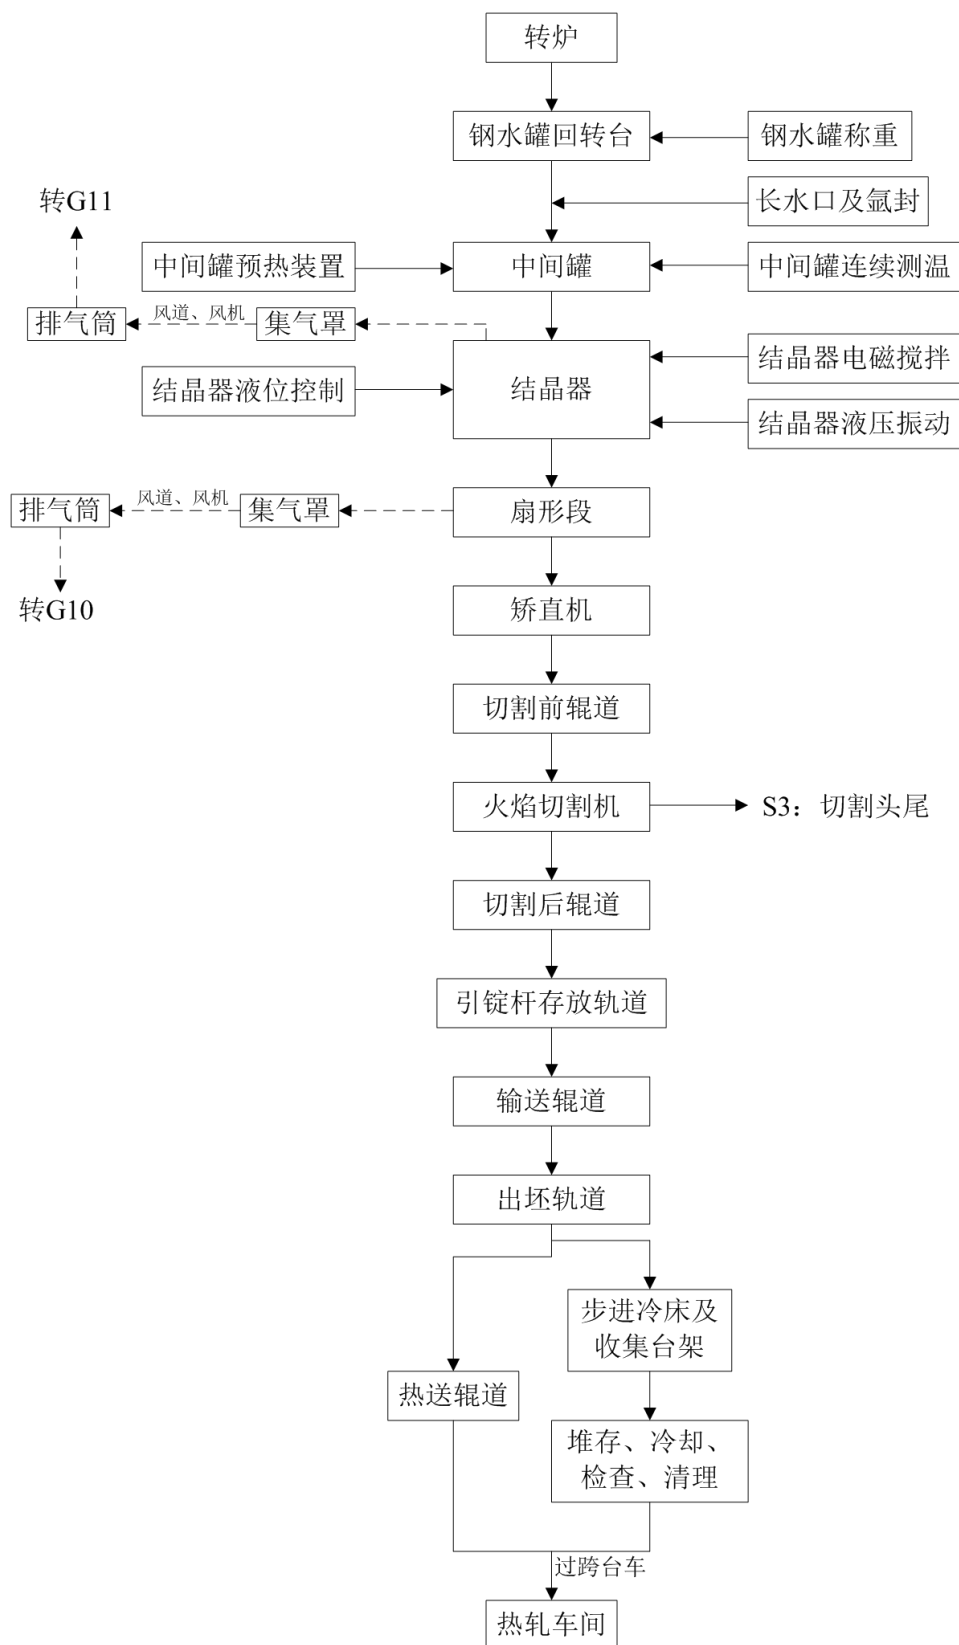 转炉
钢水罐回转台
钢水罐称重
转G11
长水口及氩封
中间罐预热装置
中间罐
中间罐连续测温
排气筒
风道、风机
集气罩
结晶器电磁搅拌
结晶器液位控制
结晶器
结晶器液压振动
排气筒
风道、风机
集气罩
扇形段
转G10
矫直机
切割前辊道
火焰切割机
S3：切割头尾
切割后辊道
引锭杆存放轨道
输送辊道
出坯轨道
步进冷床及
收集台架
热送辊道
堆存、冷却、
检查、清理
过跨台车
热轧车间